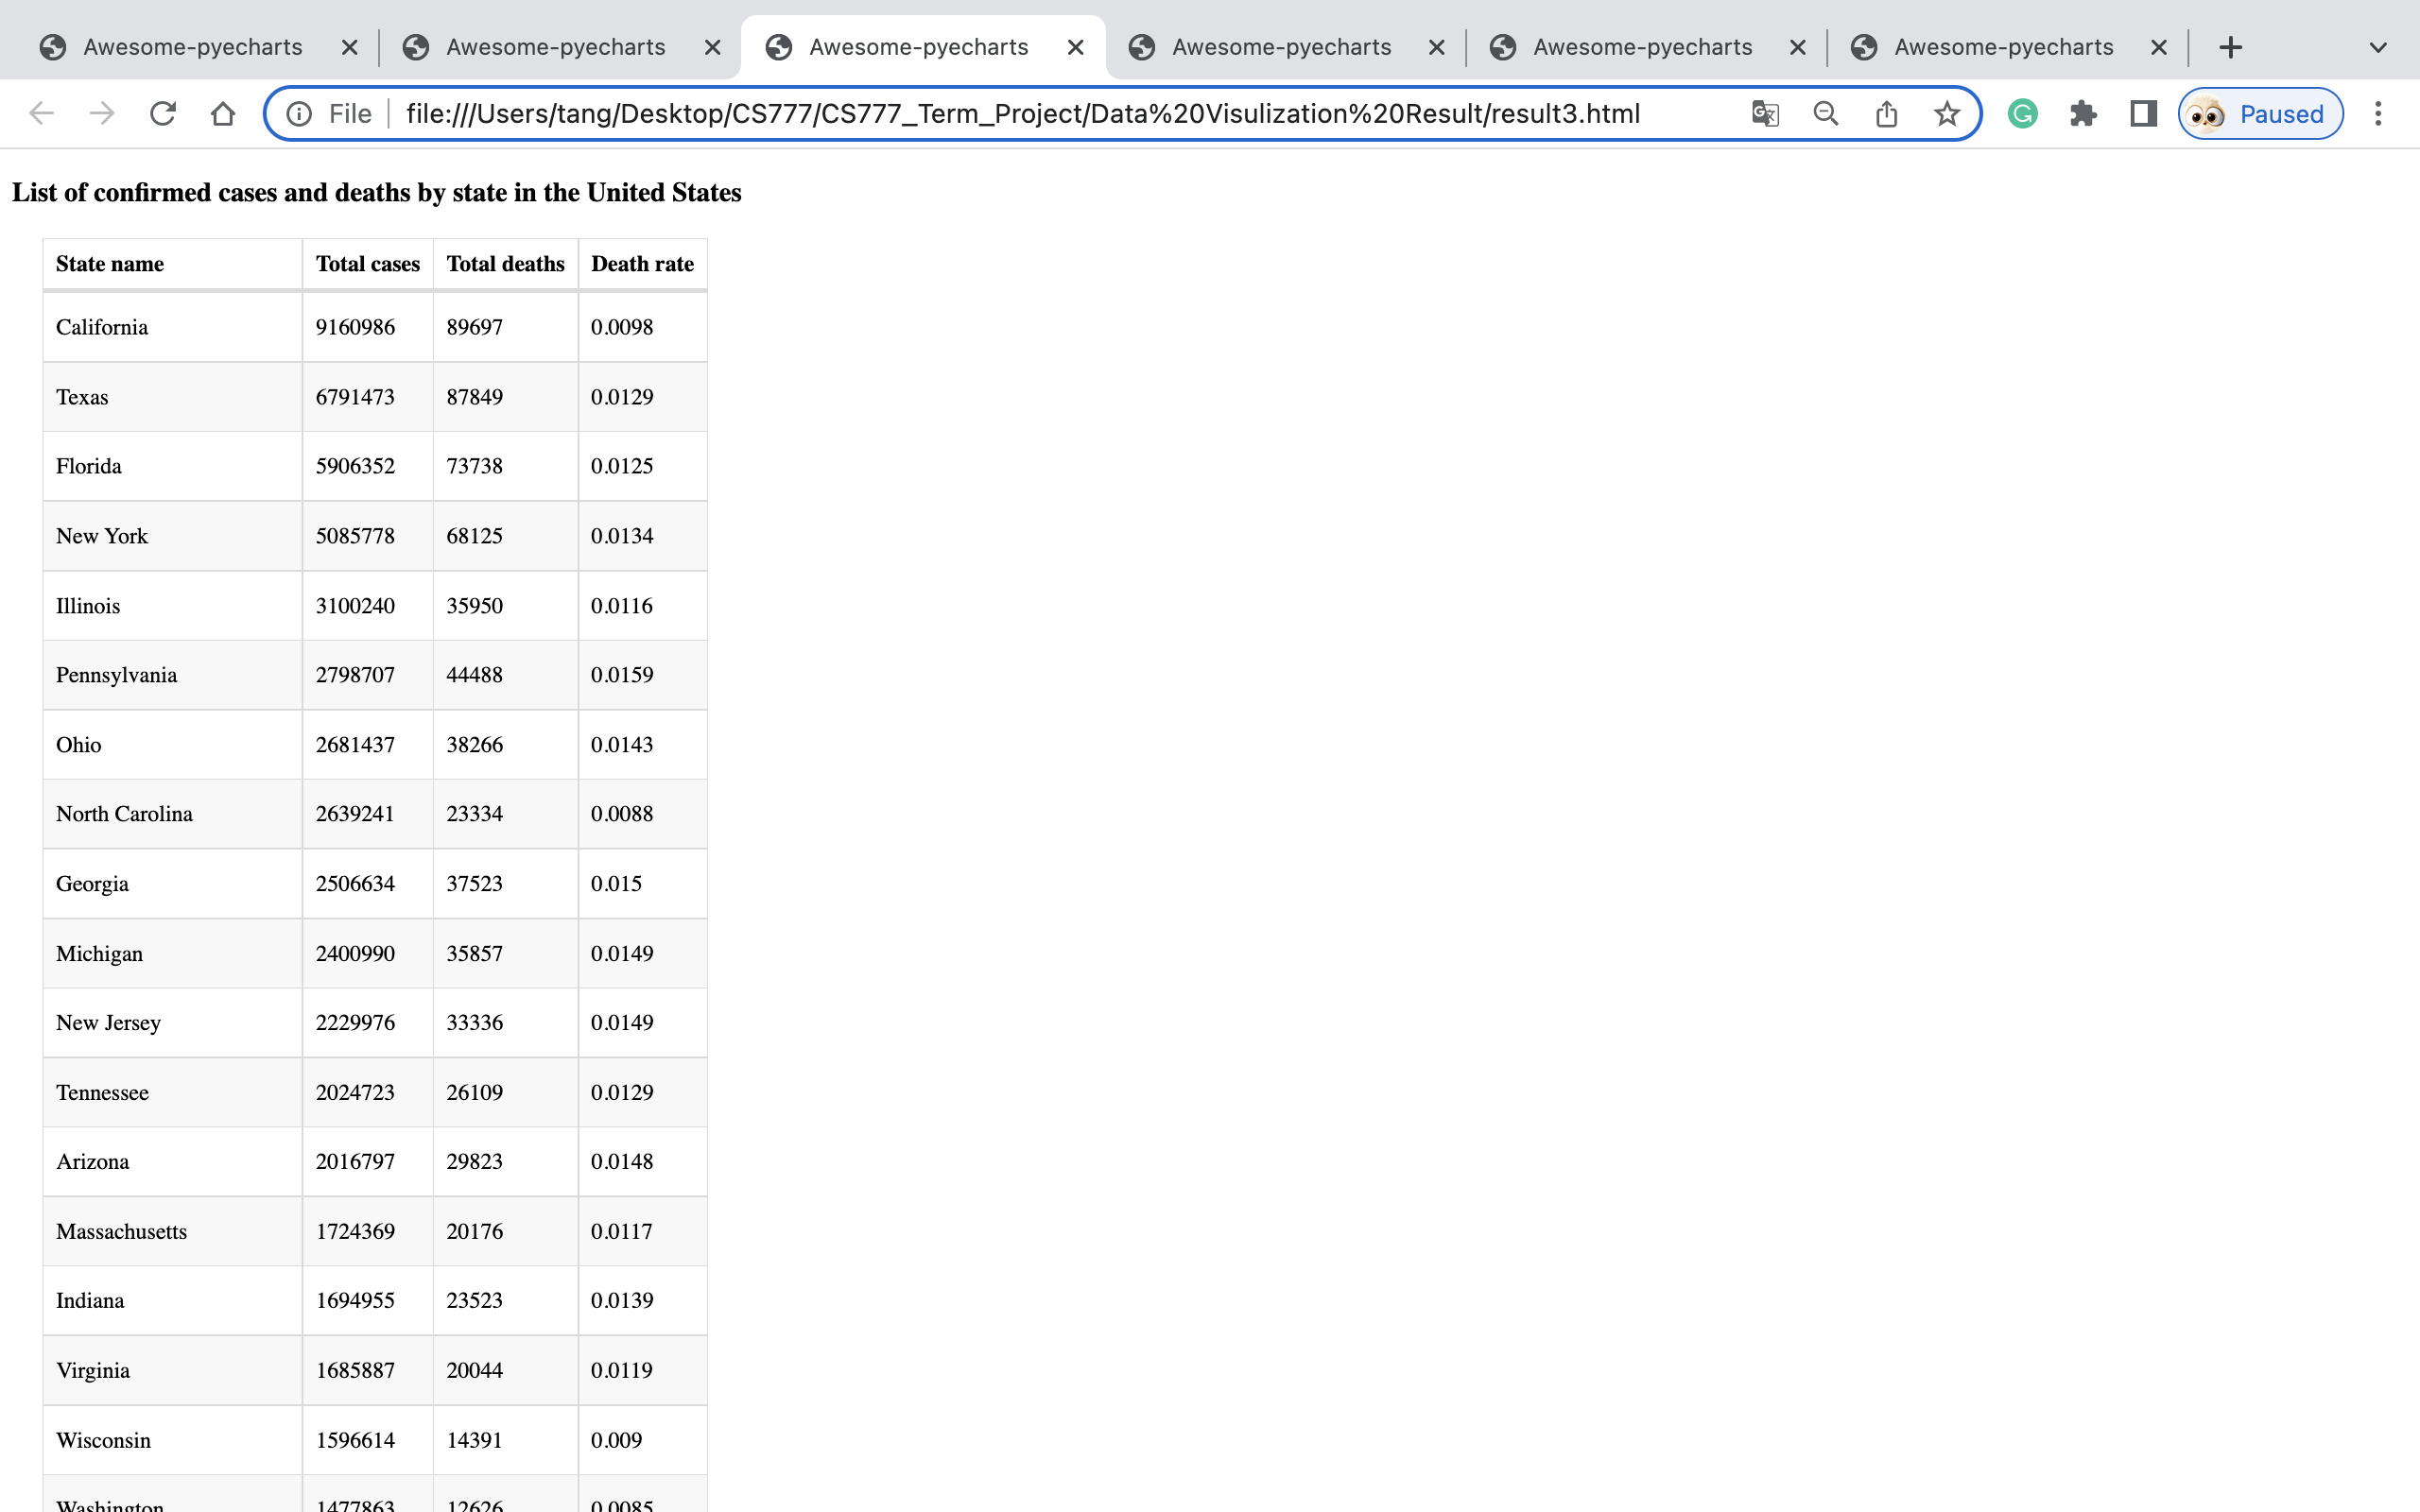 Awesome-pyecharts Awesome-pyecharts Awesome-pyecharts Awesome-pyecharts Awesome-pyecharts Awesome-pyecharts
File file:///Users/tang/Desktop/CS777/CS777_Term_Project/Data%20Visulization%20Result/result3.html Paused
List of confirmed cases and deaths by state in the United States
State name Total cases Total deaths Death rate
California 9160986 89697 0.0098
Texas 6791473 87849 0.0129
Florida 5906352 73738 0.0125
New York 5085778 68125 0.0134
Illinois 3100240 35950 0.0116
Pennsylvania 2798707 44488 0.0159
Ohio 2681437 38266 0.0143
North Carolina 2639241 23334 0.0088
Georgia 2506634 37523 0.015
Michigan 2400990 35857 0.0149
New Jersey 2229976 33336 0.0149
Tennessee 2024723 26109 0.0129
Arizona 2016797 29823 0.0148
Massachusetts 1724369 20176 0.0117
Indiana 1694955 23523 0.0139
Virginia 1685887 20044 0.0119
Wisconsin 1596614 14391 0.009
Washington 1477863 12626 0.0085